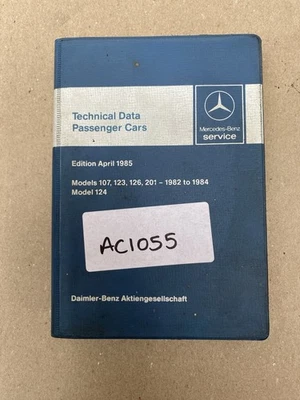 Technical Data
Passenger Cars
Mercedes-Benz
service
Edition April 1985
Models 107, 123, 126, 201 – 1982 to 1984
Model 124
AC1055
Daimler-Benz Aktiengesellschaft